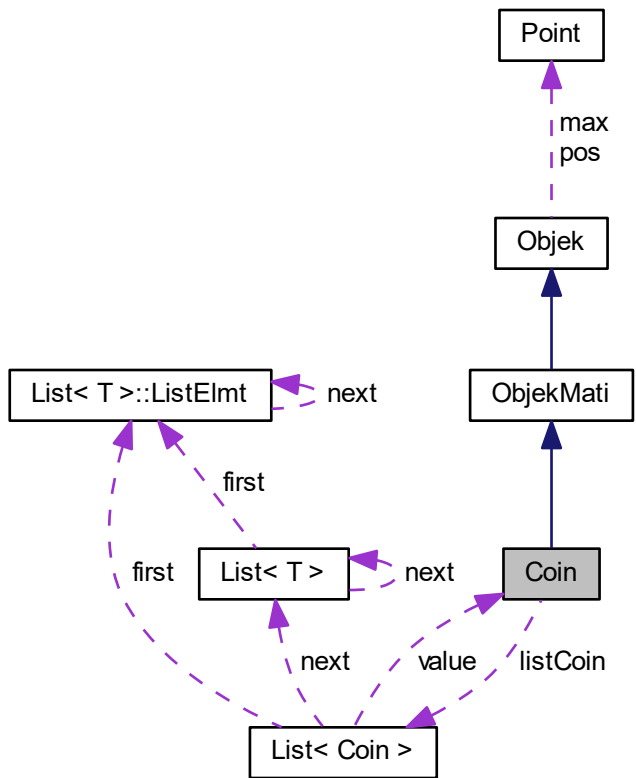 Point
max
pos
Objek
List< T >::ListElmt
next
ObjekMati
first
first
List< T >
next
Coin
next
value
listCoin
List< Coin >